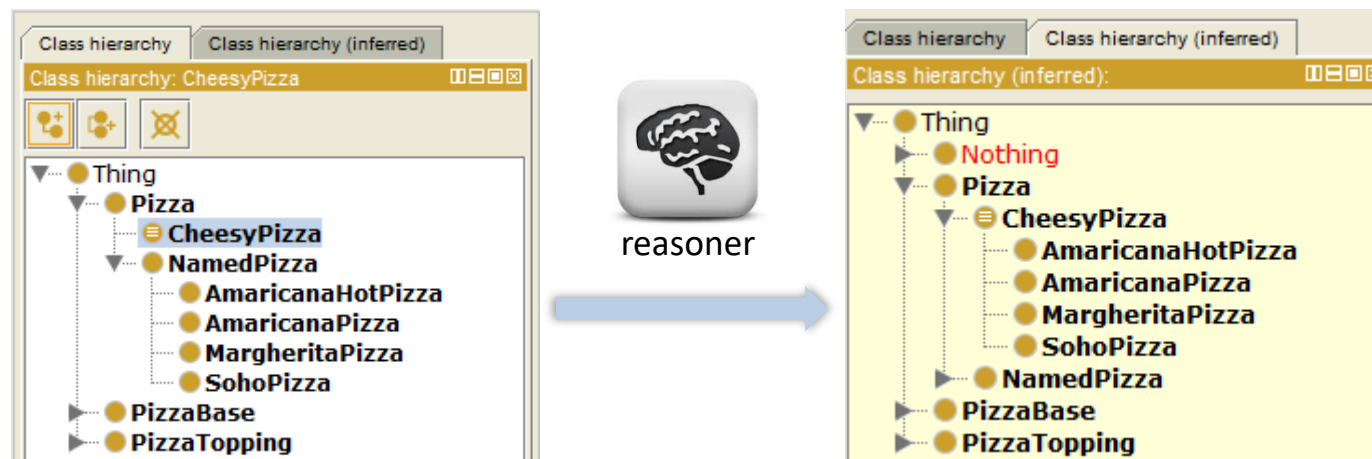 Class hierarchy
Class hierarchy (inferred)
Class hierarchy: CheesyPizza
Thing
Pizza
CheesyPizza
NamedPizza
AmaricanaHotPizza
AmaricanaPizza
MargheritaPizza
SohoPizza
PizzaBase
PizzaTopping
reasoner
Class hierarchy
Class hierarchy (inferred)
Class hierarchy (inferred):
Thing
Nothing
Pizza
CheesyPizza
AmaricanaHotPizza
AmaricanaPizza
MargheritaPizza
SohoPizza
NamedPizza
PizzaBase
PizzaTopping